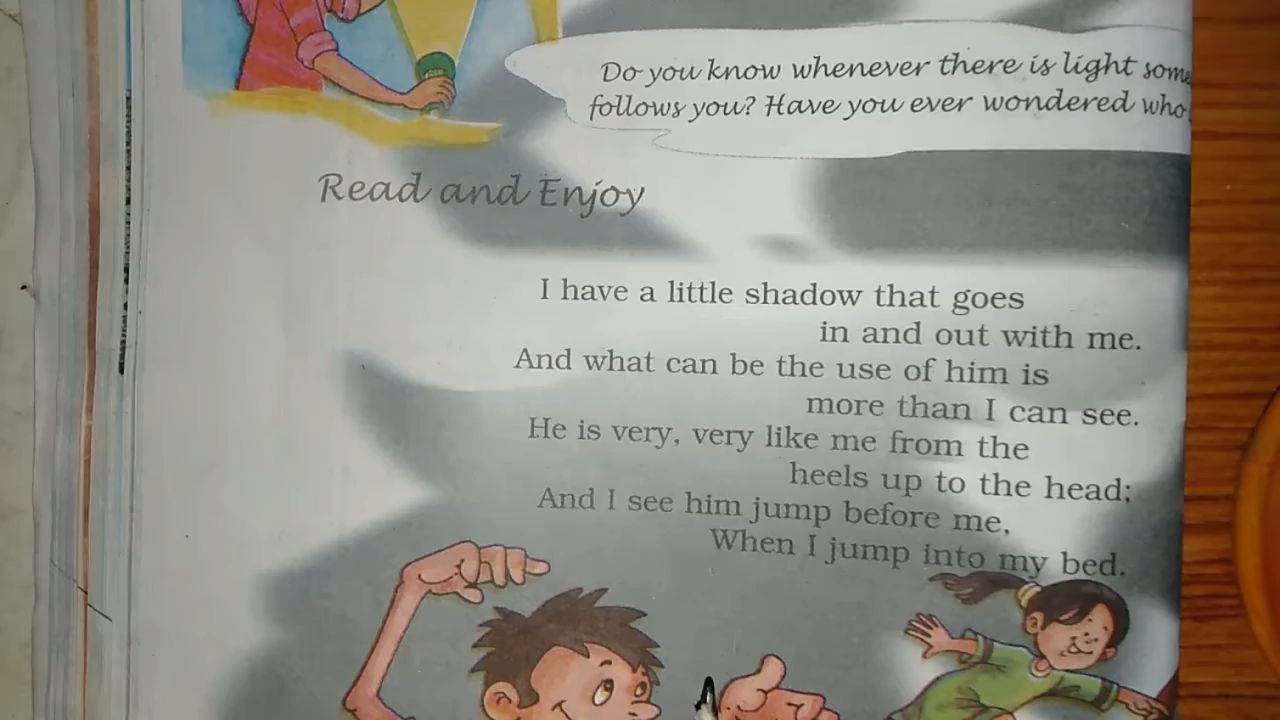 Do you know whenever there is light some
follows you? Have you ever wondered who
Read and Enjoy
I have a little shadow that goes
in and out with me.
And what can be the use of him is
more than I can see.
He is very, very like me from the
heels up to the head;
And I see him jump before me,
When I jump into my bed.